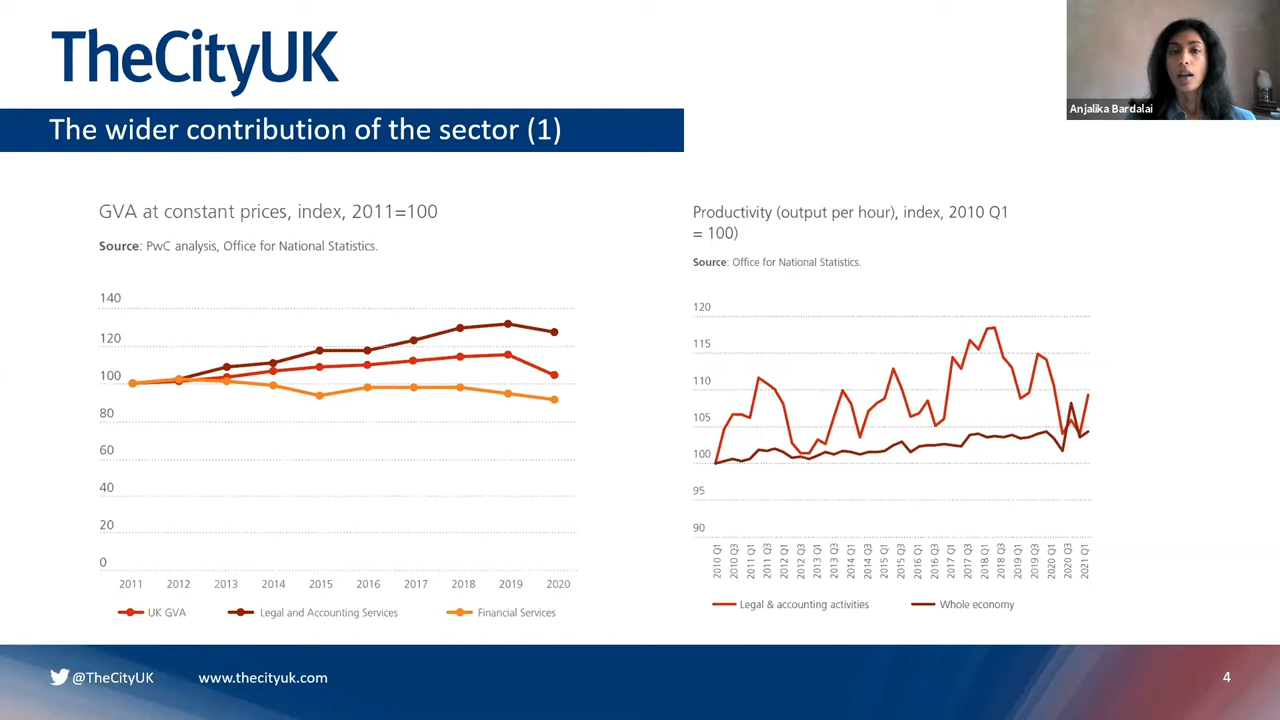 TheCityUK
Anjalika Bardalai
The wider contribution of the sector (1)
GVA at constant prices, index, 2011=100
Source: PwC analysis, Office for National Statistics.
140
120
100
80
60
40
20
0
2011 2012 2013 2014 2015 2016 2017 2018 2019 2020
UK GVA Legal and Accounting Services Financial Services
Productivity (output per hour), index, 2010 Q1
= 100)
Source: Office for National Statistics.
120
115
110
105
100
95
90
2010 Q1
2010 Q3
2011 Q1
2011 Q3
2012 Q1
2012 Q3
2013 Q1
2013 Q3
2014 Q1
2014 Q3
2015 Q1
2015 Q3
2016 Q1
2016 Q3
2017 Q1
2017 Q3
2018 Q1
2018 Q3
2019 Q1
2019 Q3
2020 Q1
2020 Q3
2021 Q1
Legal & accounting activities Whole economy
@TheCityUK www.thecityuk.com 4